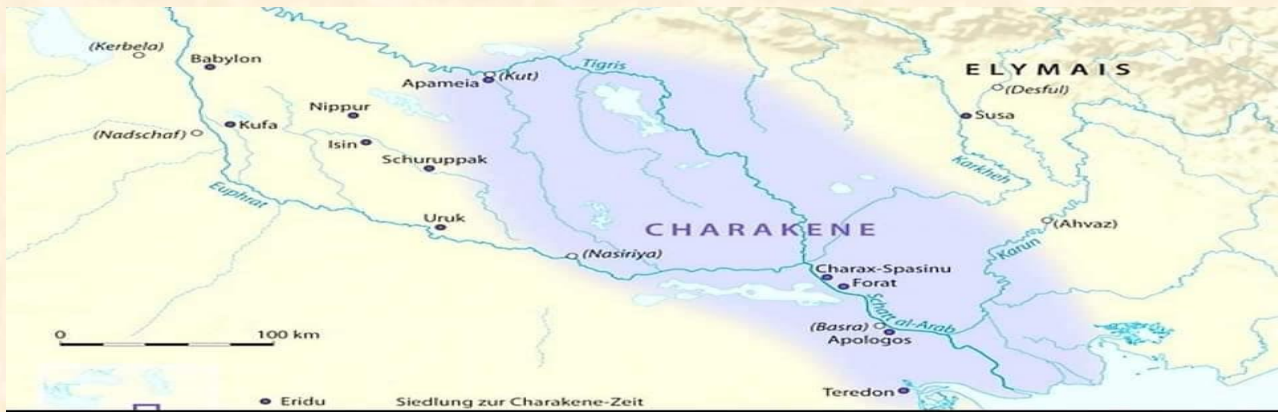 (Kerbela)
Babylon
Tigris
ELYMAIS
Apameia
(Kut)
(Desful)
Nippur
Kufa
Susa
(Nadschaf)
Isin
Schuruppak
Karkheh
Euphrat
Uruk
CHARAKENE
(Ahvaz)
(Nasiriya)
Karun
Charax-Spasinu
Forat
0 100 km
Schatt al-Arab
(Basra)
Apologos
Teredon
Eridu Siedlung zur Charakene-Zeit